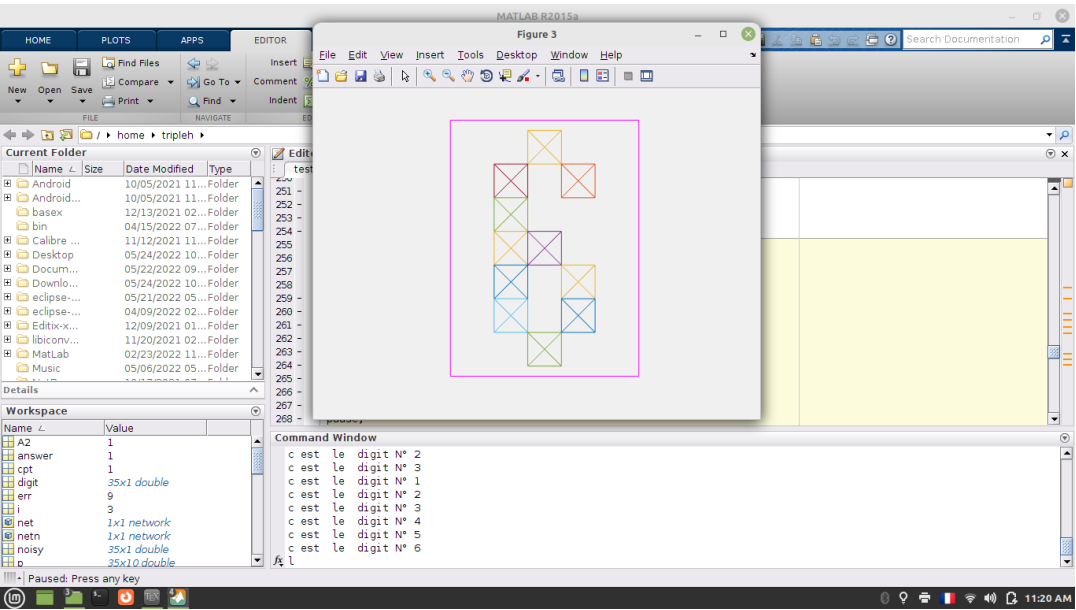 MATLAB R2015a
HOME PLOTS APPS EDITOR
Figure 3
Search Documentation
File Edit View Insert Tools Desktop Window Help
New Open Save
Find Files
Compare
Print
Go To
Find
Insert
Comment
Indent
FILE NAVIGATE
/ home tripleh
Current Folder
Name Size Date Modified Type
Android 10/05/2021 11... Folder
Android... 10/05/2021 11... Folder
basex 12/13/2021 02... Folder
bin 04/15/2022 07... Folder
Calibre ... 11/12/2021 11... Folder
Desktop 05/24/2022 10... Folder
Docum... 05/22/2022 09... Folder
Downlo... 05/24/2022 10... Folder
eclipse-... 05/21/2022 05... Folder
eclipse-... 04/09/2022 02... Folder
Editix-x... 12/09/2021 01... Folder
libiconv... 11/20/2021 02... Folder
MatLab 02/23/2022 11... Folder
Music 05/06/2022 05... Folder
Details
251 -
252 -
253 -
254 -
255
256
257
258
259 -
260 -
261 -
262 -
263 -
264 -
265 -
266 -
267 -
268 -
Workspace
Name Value
A2 1
answer 1
cpt 1
digit 35x1 double
err 9
i 3
net 1x1 network
netn 1x1 network
noisy 35x1 double
p 35x10 double
Command Window
c est le digit N° 2
c est le digit N° 3
c est le digit N° 1
c est le digit N° 2
c est le digit N° 3
c est le digit N° 4
c est le digit N° 5
c est le digit N° 6
fx l
Paused: Press any key
11:20 AM